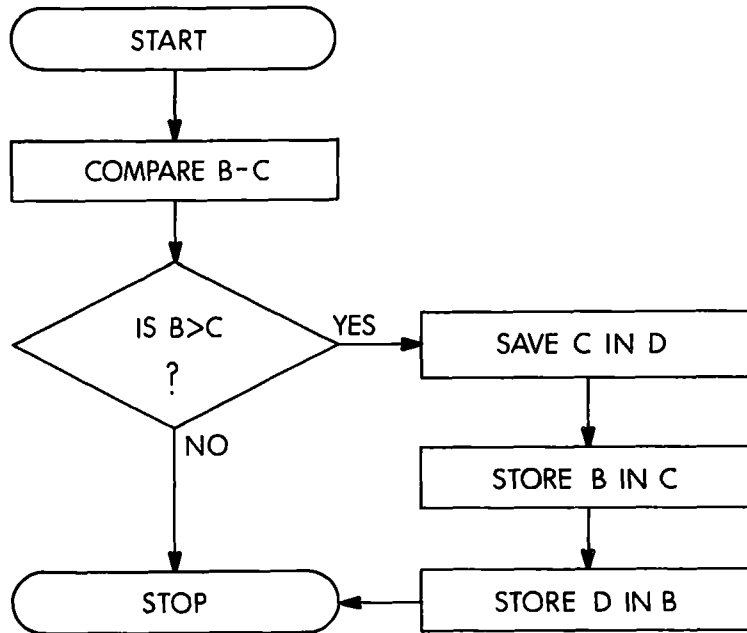 START
COMPARE B-C
IS B>C
?
YES
SAVE C IN D
NO
STORE B IN C
STOP
STORE D IN B